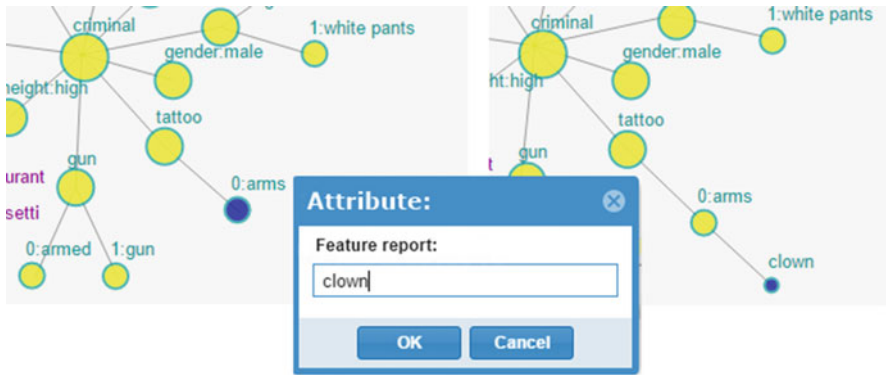 criminal
1:white pants
gender:male
height:high
tattoo
gun
urant
0:arms
setti
0:armed
1:gun
Attribute:
Feature report:
clown
OK
Cancel
criminal
1:white pants
gender:male
ht:high
tattoo
gun
t
0:arms
clown